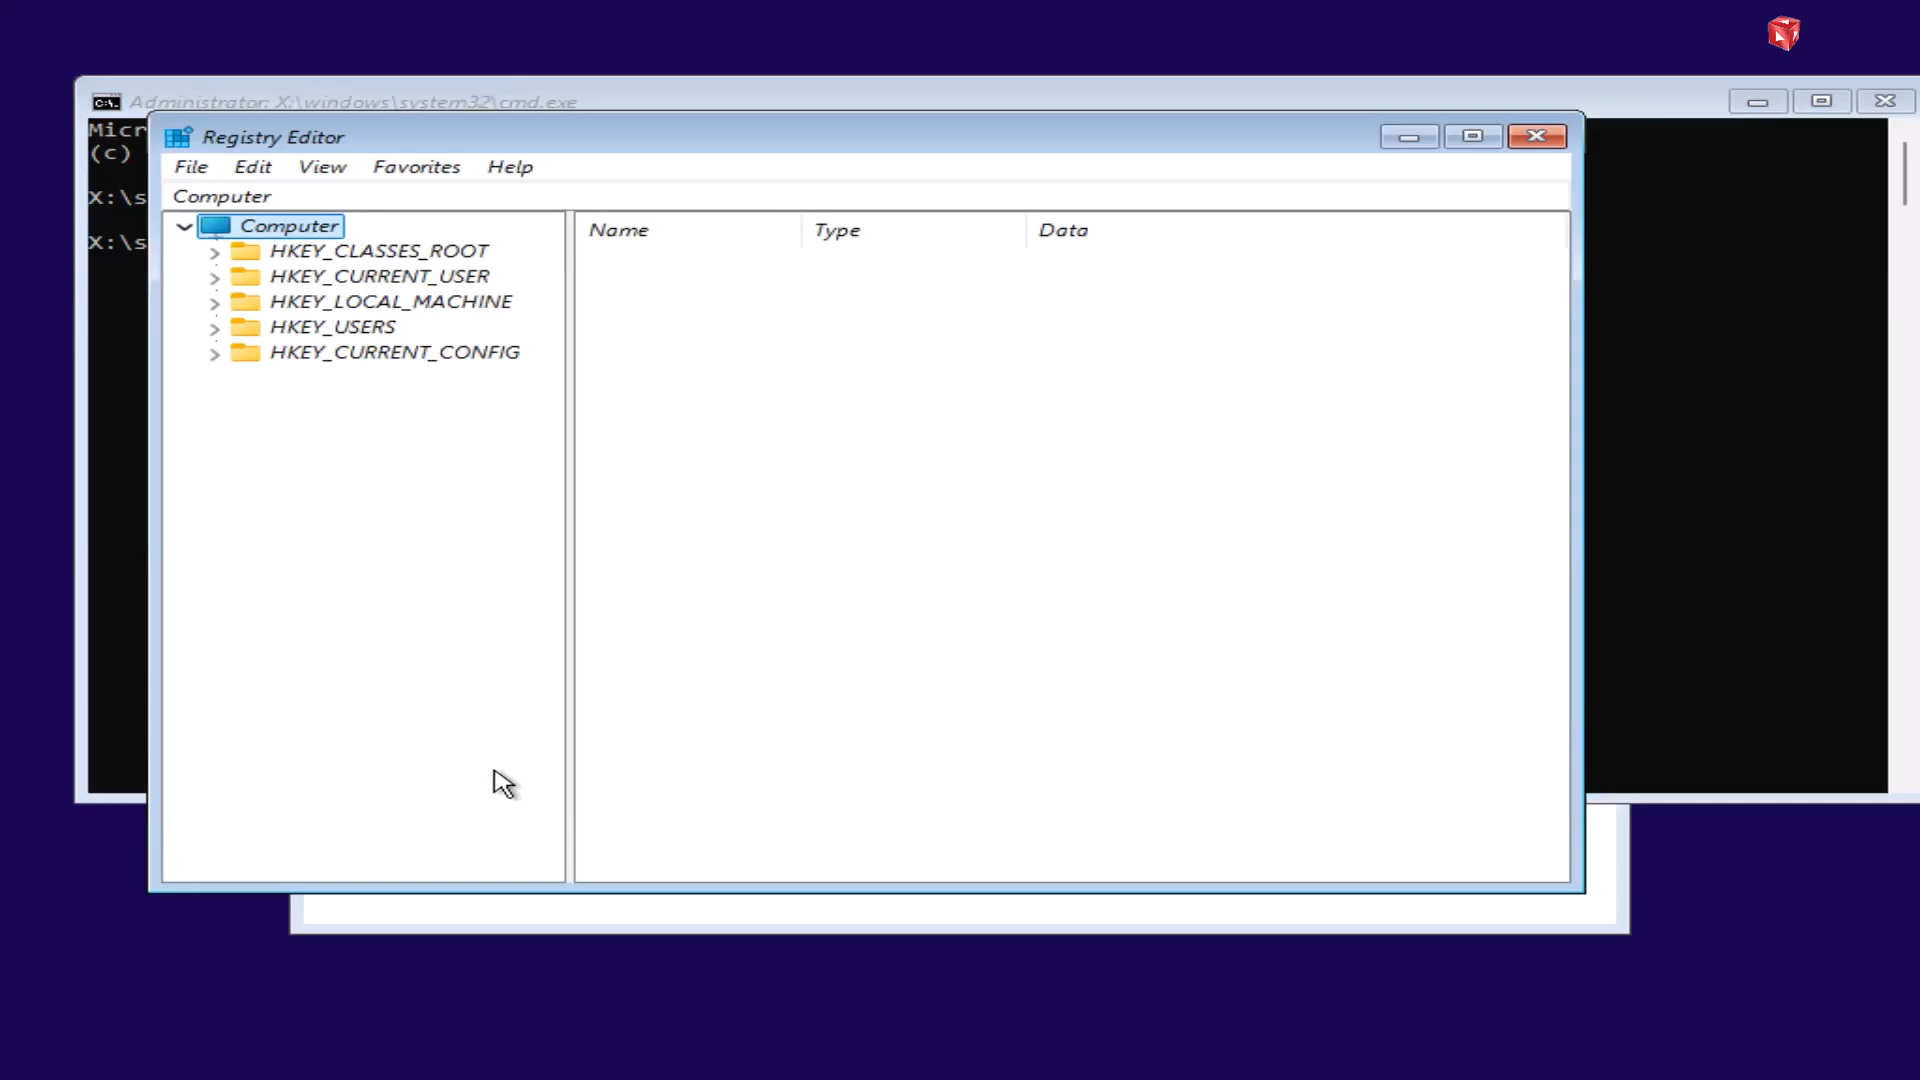 Administrator: X:\windows\system32\cmd.exe
Micr
(c)
X:\s
X:\s
Registry Editor
File Edit View Favorites Help
Computer
Computer
HKEY_CLASSES_ROOT
HKEY_CURRENT_USER
HKEY_LOCAL_MACHINE
HKEY_USERS
HKEY_CURRENT_CONFIG
Name Type Data